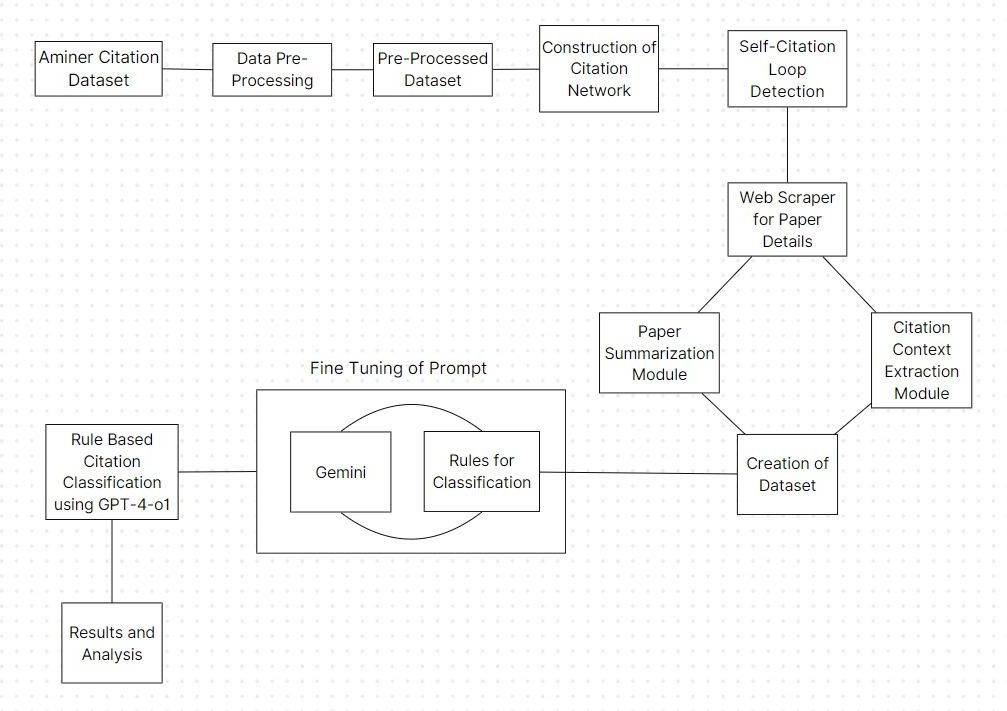 Aminer Citation
Dataset
Data Pre-
Processing
Pre-Processed
Dataset
Construction of
Citation
Network
Self-Citation
Loop
Detection
Web Scraper
for Paper
Details
Paper
Summarization
Module
Citation
Context
Extraction
Module
Creation of
Dataset
Fine Tuning of Prompt
Gemini
Rules for
Classification
Rule Based
Citation
Classification
using GPT-4-o1
Results and
Analysis